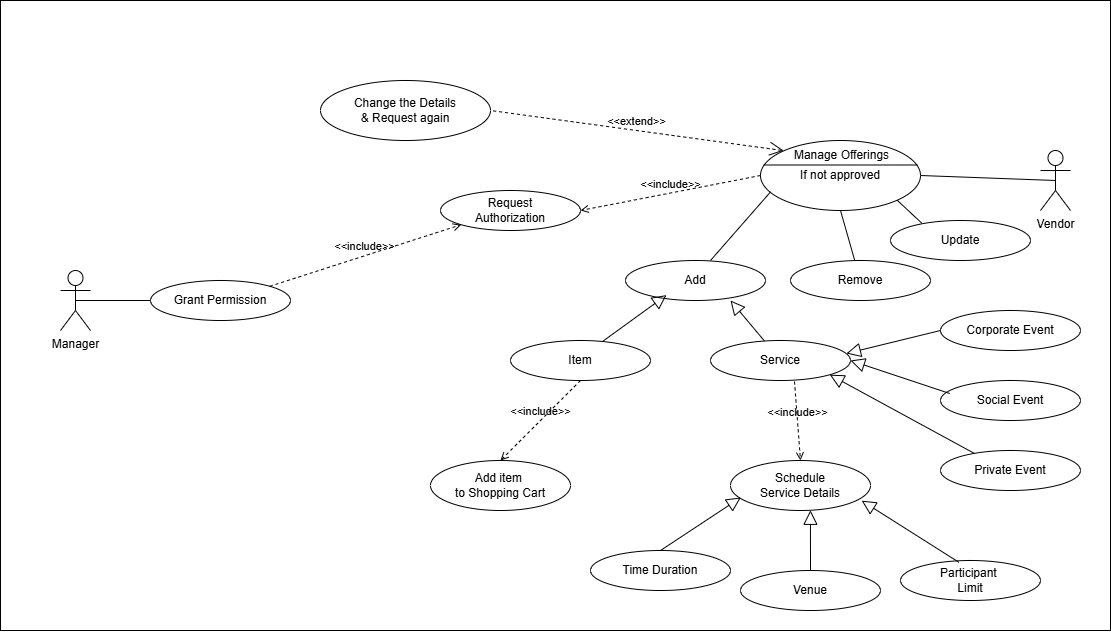 Change the Details
& Request again
<<extend>>
Manage Offerings
If not approved
<<include>>
Request
Authorization
Vendor
Update
<<include>>
Add
Remove
Grant Permission
Manager
Corporate Event
Item
Service
Social Event
<<include>>
<<include>>
Private Event
Add item
to Shopping Cart
Schedule
Service Details
Time Duration
Venue
Participant
Limit